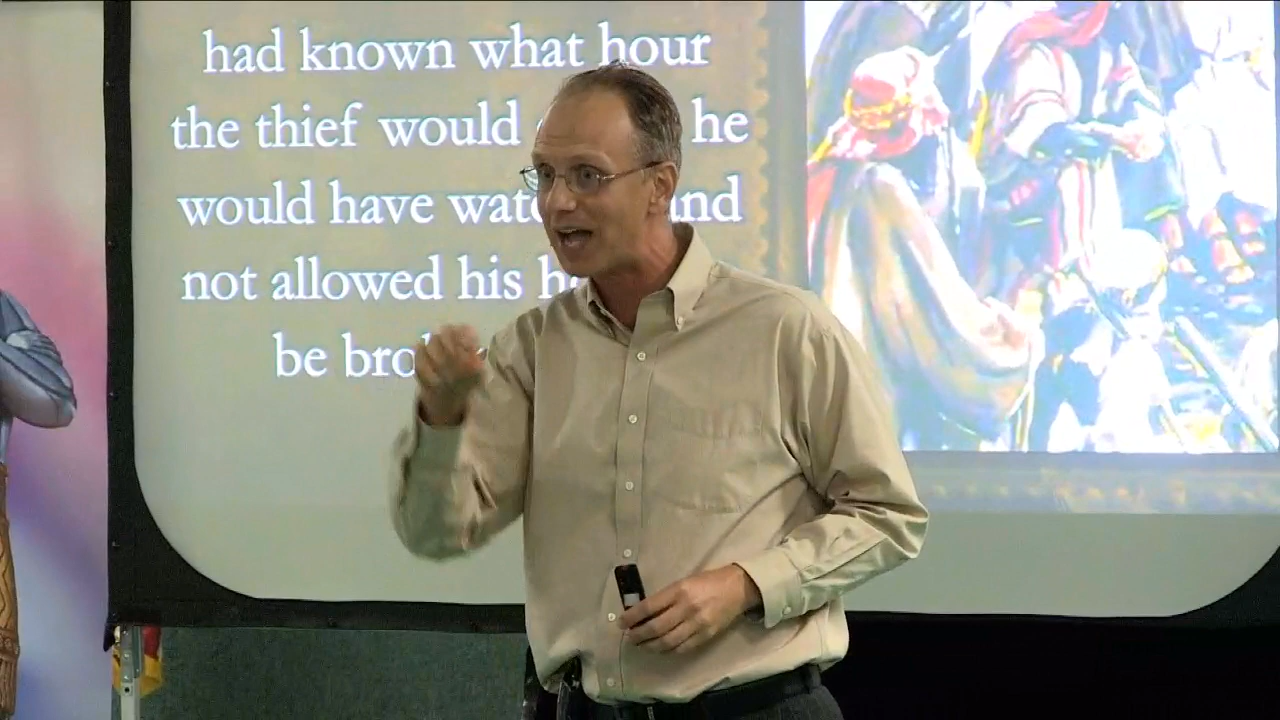 had known what hour
the thief would he
would have and
not allowed his
be